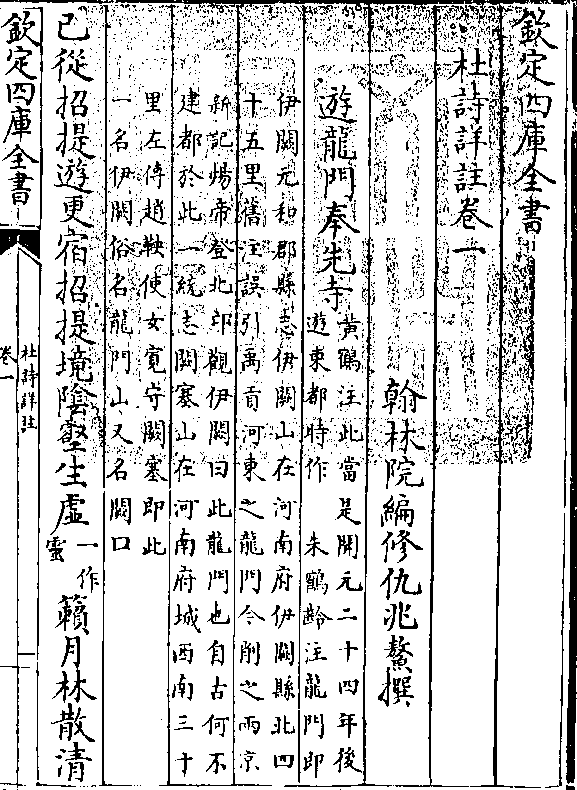 欽定四庫全書
杜詩詳註卷一
翰林院編修仇兆鰲撰
遊龍門奉先寺
黃鶴注此當是開元二十四年後
遊東都時作 朱鶴齡注龍門即
伊闕元和郡縣志伊闕山在河南府伊闕縣北四
十五里舊注誤引禹貢河東之龍門今削之兩京
新記煬帝登北邙觀伊闕曰此龍門也自古何不
建都於此一統志闕塞山在河南府城西南三十
里左傳趙鞅使女寬守闕塞即此
一名伊闕俗名龍門山又名闕口
已從招提遊更宿招提境陰壑生虛
一作
靈
籟月林散清
欽定四庫全書
杜詩詳註
卷一